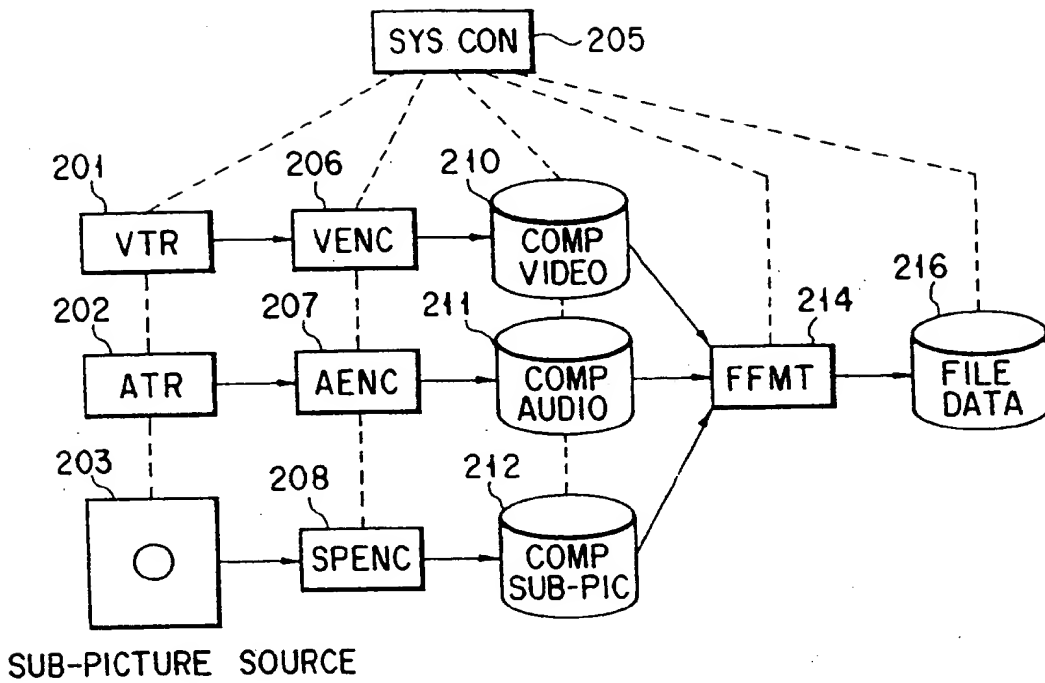 SYS CON
205
201
206
210
VTR
VENC
COMP
VIDEO
202
207
211
214
216
ATR
AENC
COMP
AUDIO
FFMT
FILE
DATA
203
208
212
SPENC
COMP
SUB-PIC
SUB-PICTURE SOURCE